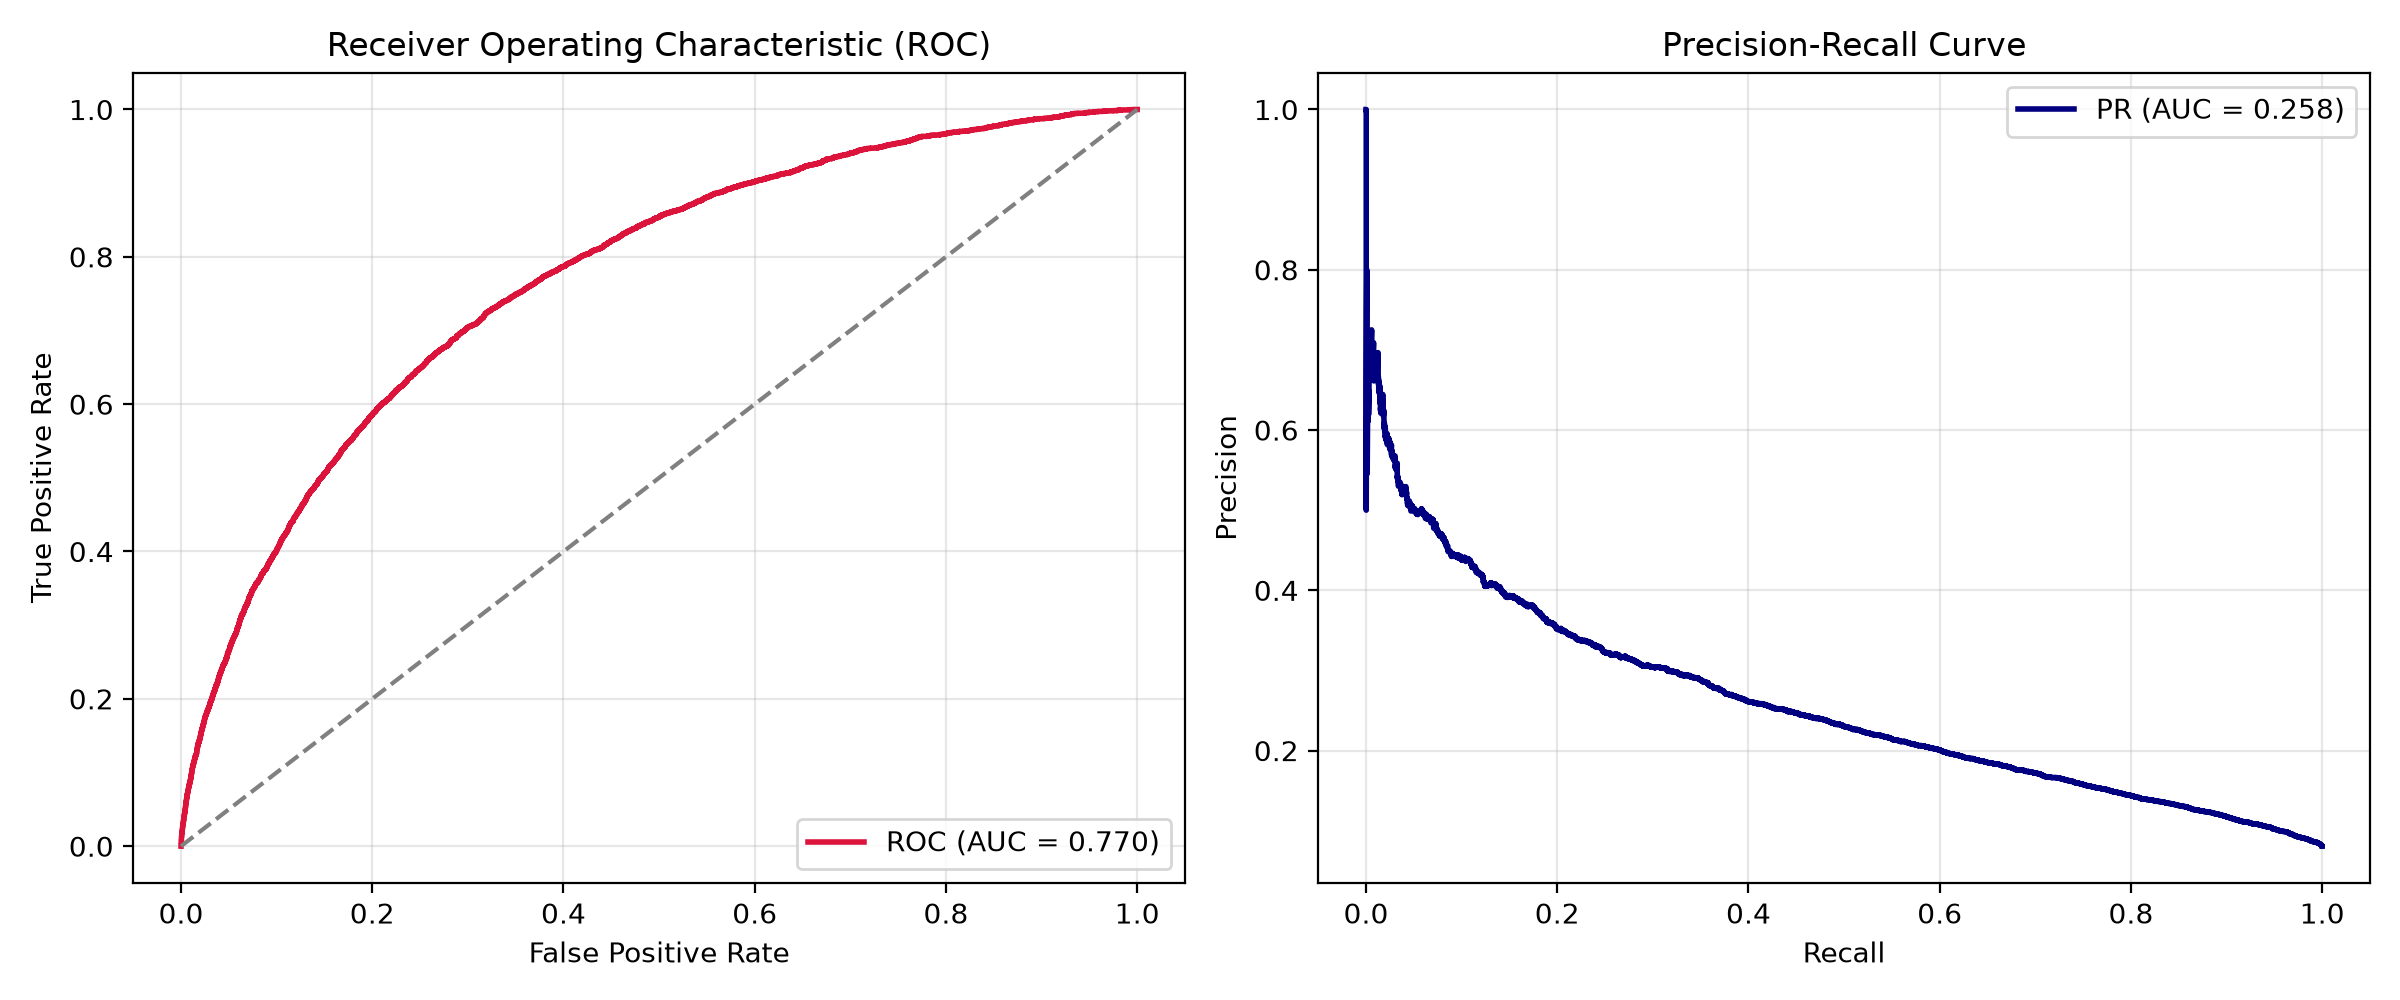 Receiver Operating Characteristic (ROC)
True Positive Rate
1.0
0.8
0.6
0.4
0.2
0.0
ROC (AUC = 0.770)
0.0 0.2 0.4 0.6 0.8 1.0
False Positive Rate
Precision-Recall Curve
Precision
1.0
0.8
0.6
0.4
0.2
PR (AUC = 0.258)
0.0 0.2 0.4 0.6 0.8 1.0
Recall